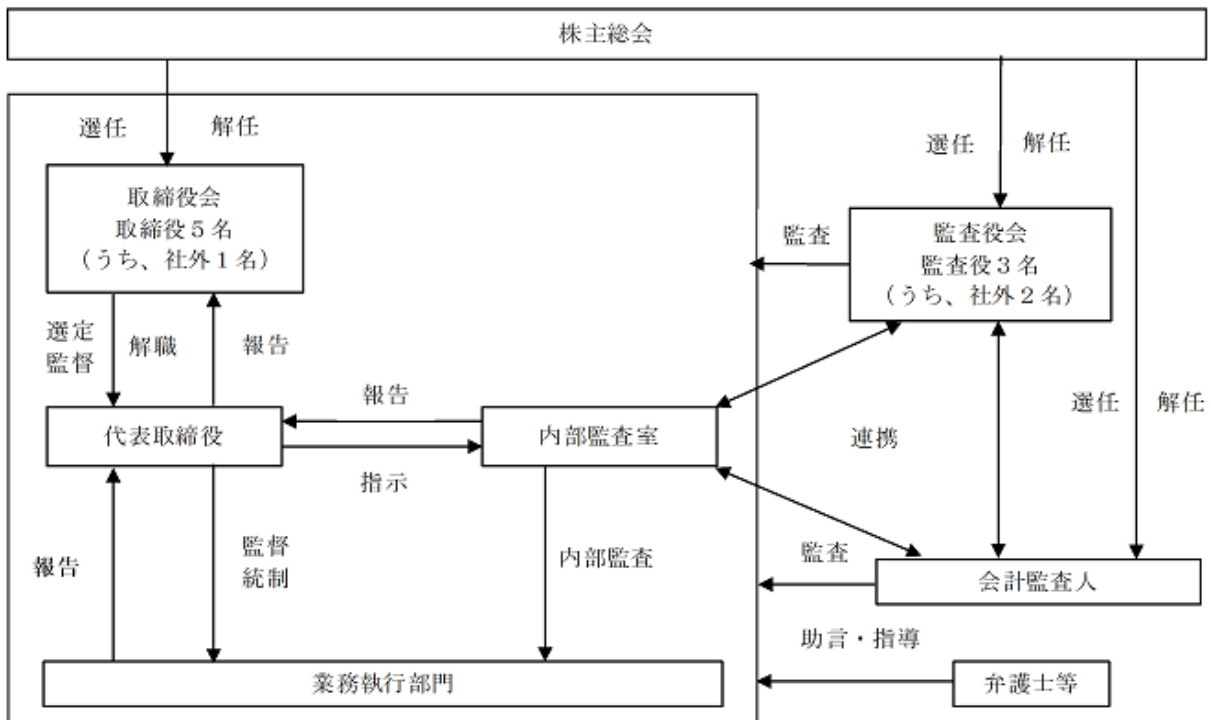 株主総会
選任
解任
選任
解任
取締役会
取締役5名
（うち、社外1名）
監査
監査役会
監査役3名
（うち、社外2名）
選定
監督
解職
報告
報告
選任
解任
代表取締役
内部監査室
連携
指示
報告
監督
統制
内部監査
監査
会計監査人
助言・指導
業務執行部門
弁護士等